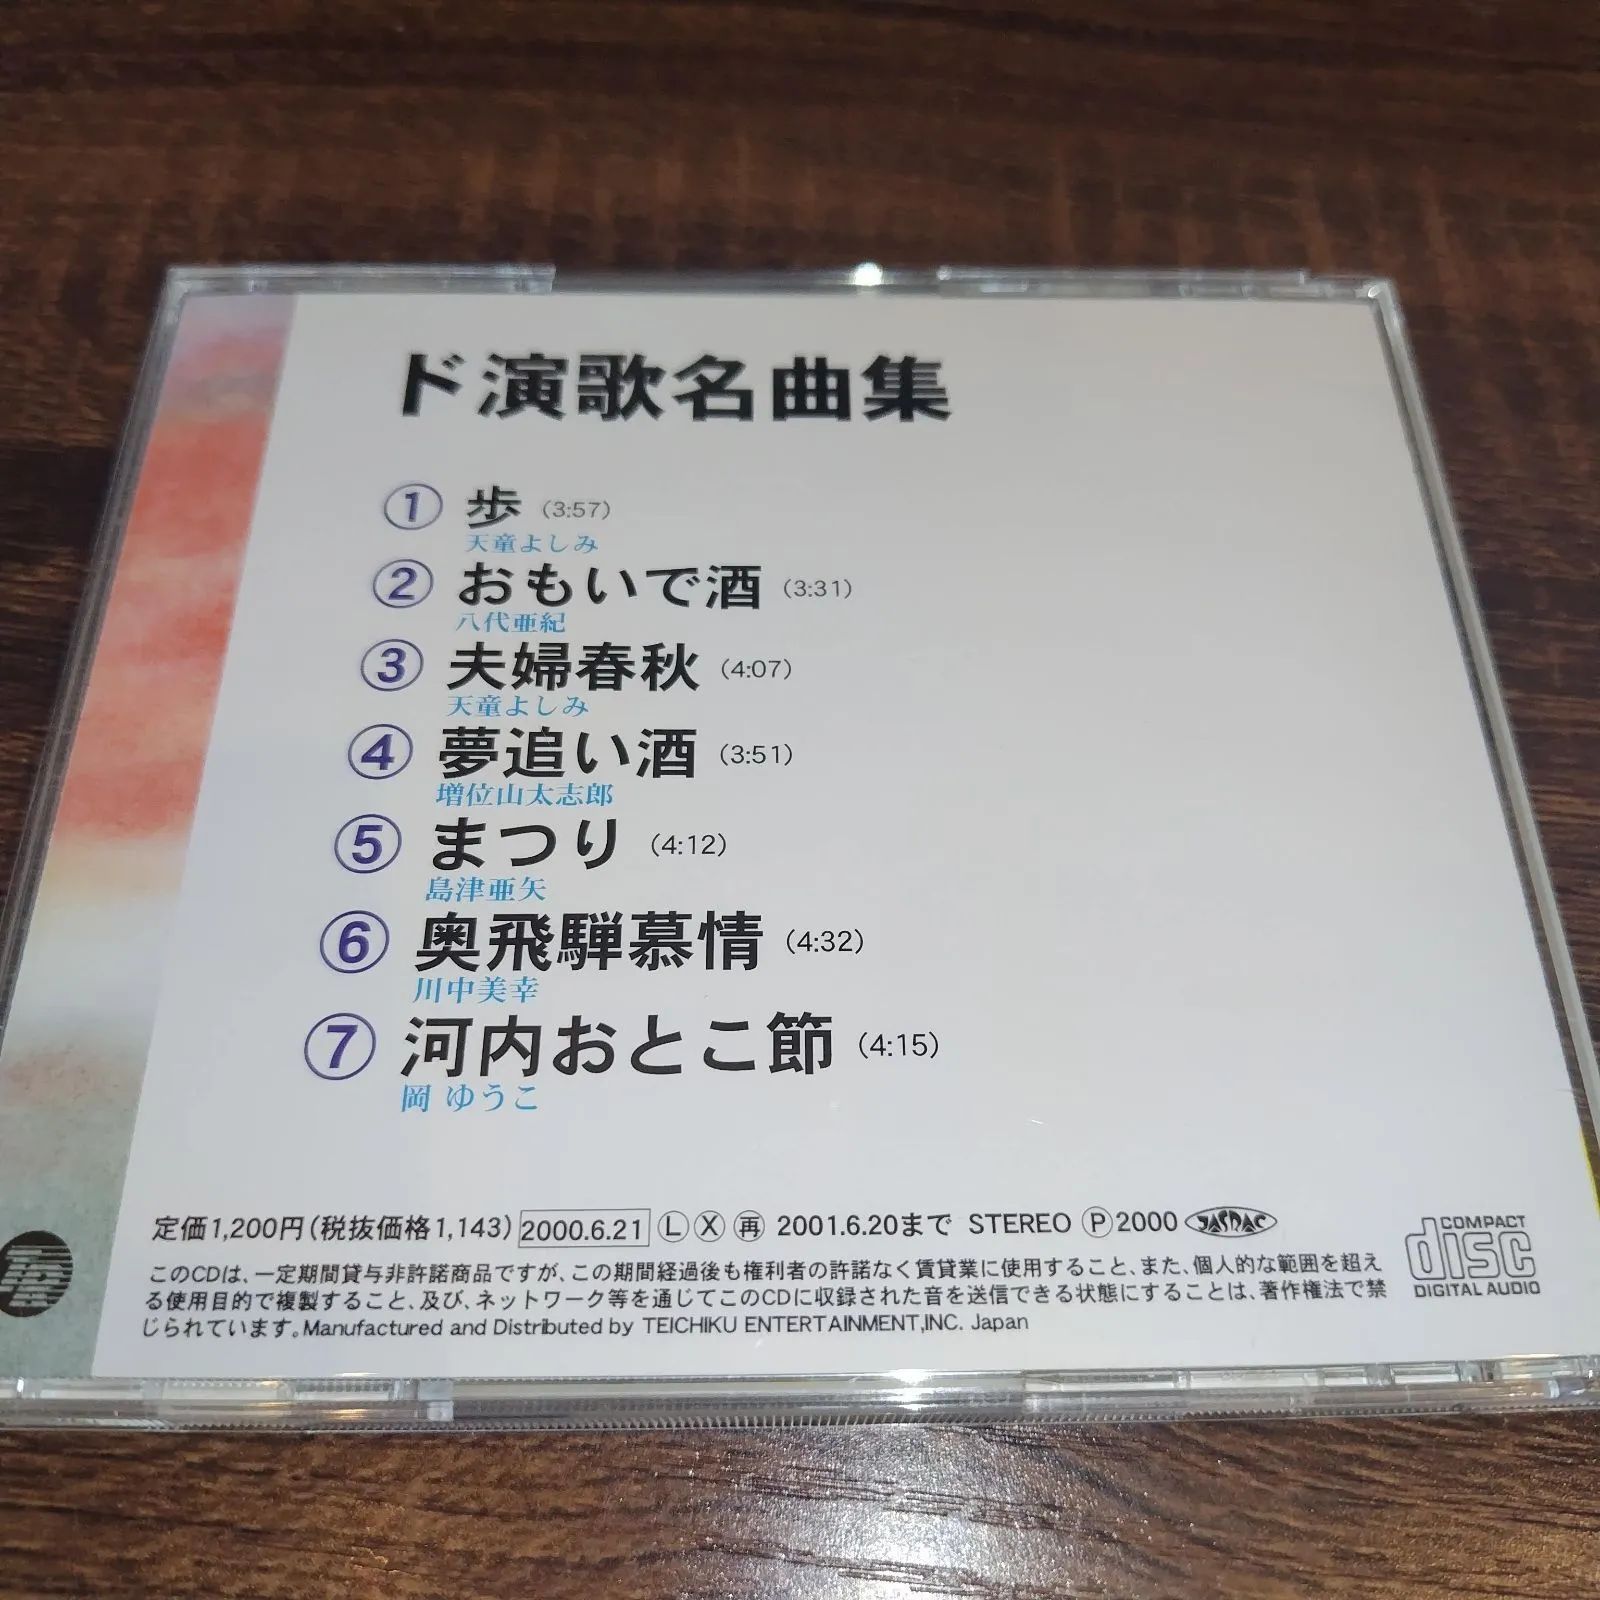 ド演歌名曲集
① 歩 (3:57)
天童よしみ
② おもいで酒 (3:31)
八代亜紀
③ 夫婦春秋 (4:07)
天童よしみ
④ 夢追い酒 (3:51)
増位山太志郎
⑤ まつり (4:12)
島津亜矢
⑥ 奥飛騨慕情 (4:32)
川中美幸
⑦ 河内おとこ節 (4:15)
岡 ゆうこ
定価1,200円(税抜価格1,143) 2000.6.21 Ⓛ Ⓧ ㊢ 2001.6.20まで STEREO Ⓟ2000 JASRAC
このCDは、一定期間貸与非許諾商品ですが、この期間経過後も権利者の許諾なく賃貸業に使用すること、また、個人的な範囲を超え
る使用目的で複製すること、及び、ネットワーク等を通じてこのCDに収録された音を送信できる状態にすることは、著作権法で禁
じられています。Manufactured and Distributed by TEICHIKU ENTERTAINMENT,INC. Japan
COMPACT
disc
DIGITAL AUDIO